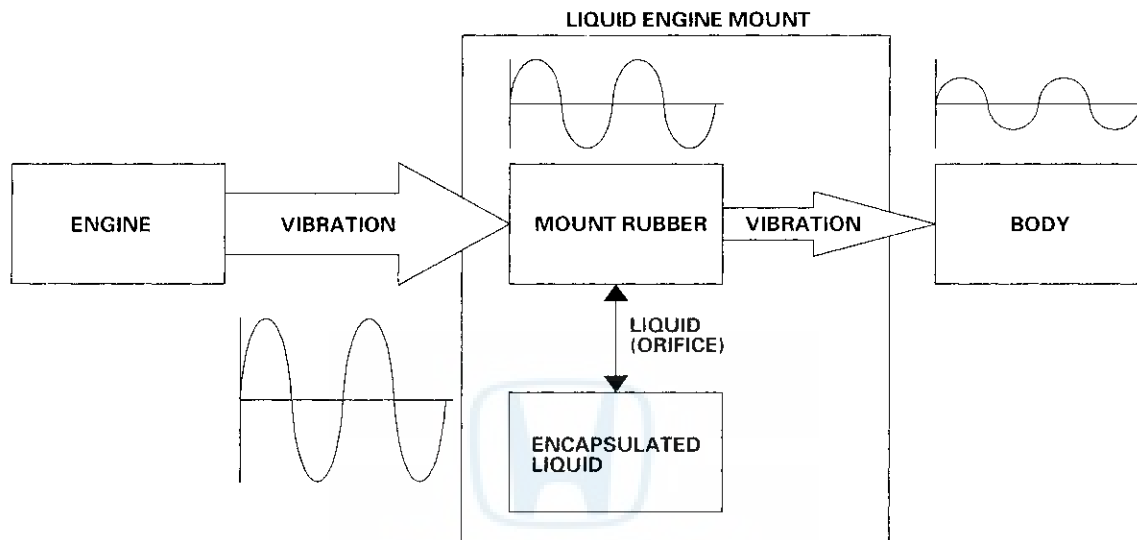 LIQUID ENGINE MOUNT
ENGINE
VIBRATION
MOUNT RUBBER
VIBRATION
BODY
LIQUID
(ORIFICE)
ENCAPSULATED
LIQUID